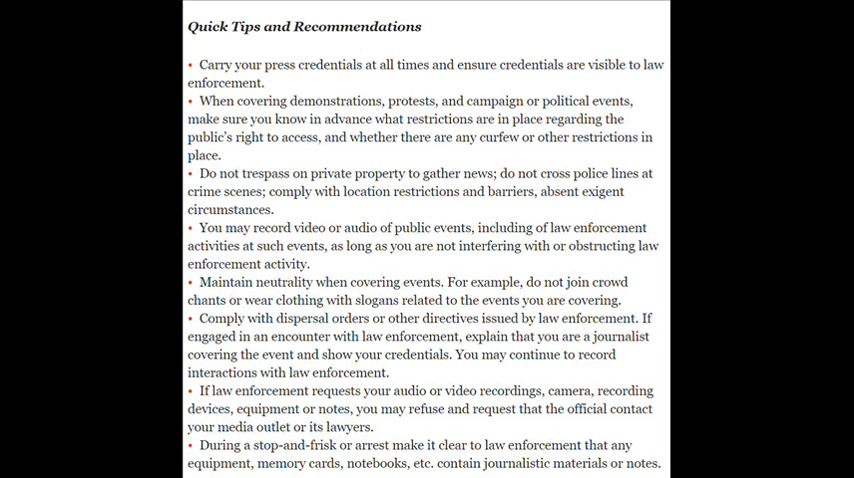 Quick Tips and Recommendations
• Carry your press credentials at all times and ensure credentials are visible to law
enforcement.
• When covering demonstrations, protests, and campaign or political events,
make sure you know in advance what restrictions are in place regarding the
public's right to access, and whether there are any curfew or other restrictions in
place.
• Do not trespass on private property to gather news; do not cross police lines at
crime scenes; comply with location restrictions and barriers, absent exigent
circumstances.
• You may record video or audio of public events, including of law enforcement
activities at such events, as long as you are not interfering with or obstructing law
enforcement activity.
• Maintain neutrality when covering events. For example, do not join crowd
chants or wear clothing with slogans related to the events you are covering.
• Comply with dispersal orders or other directives issued by law enforcement. If
engaged in an encounter with law enforcement, explain that you are a journalist
covering the event and show your credentials. You may continue to record
interactions with law enforcement.
• If law enforcement requests your audio or video recordings, camera, recording
devices, equipment or notes, you may refuse and request that the official contact
your media outlet or its lawyers.
• During a stop-and-frisk or arrest make it clear to law enforcement that any
equipment, memory cards, notebooks, etc. contain journalistic materials or notes.